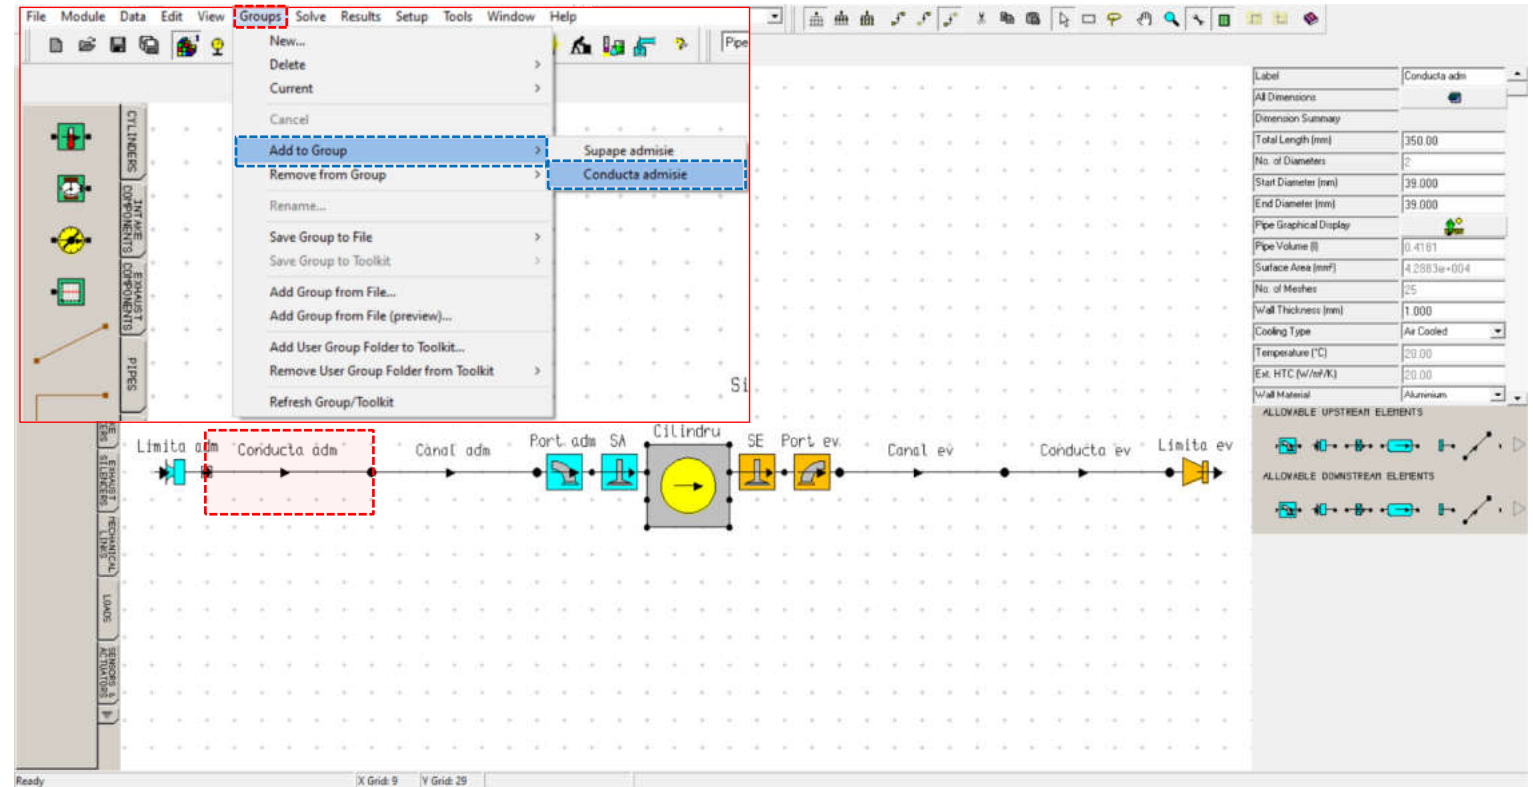 File Module Data Edit View Groups Solve Results Setup Tools Window Help
New...
Delete
Current
Cancel
Add to Group
Remove from Group
Rename...
Save Group to File
Save Group to Toolkit
Add Group from File...
Add Group from File (preview)...
Add User Group Folder to Toolkit...
Remove User Group Folder from Toolkit
Refresh Group/Toolkit
Supape admisie
Conducta admisie
Pipe
CYLINDERS
INTAKE COMPONENTS
EXHAUST COMPONENTS
PIPES
EXHAUST SILENCERS
MECHANICAL LINKS
LOADS
SENSORS & ACTUATORS
Si
Limita adm
Conducta adm
Canal adm
Port adm
SA
Cilindru
SE
Port ev
Canal ev
Conducta ev
Limita ev
Label Conducta adm
All Dimensions
Dimension Summary
Total Length (mm) 350.00
No. of Diameters 2
Start Diameter (mm) 39.000
End Diameter (mm) 39.000
Pipe Graphical Display
Pipe Volume (l) 0.4181
Surface Area (mm²) 4.2883e+004
No. of Meshes 25
Wall Thickness (mm) 1.000
Cooling Type Air Cooled
Temperature (°C) 20.00
Ext. HTC (W/m²/K) 20.00
Wall Material Aluminium
ALLOWABLE UPSTREAM ELEMENTS
ALLOWABLE DOWNSTREAM ELEMENTS
Ready
X Grid: 9
Y Grid: 29